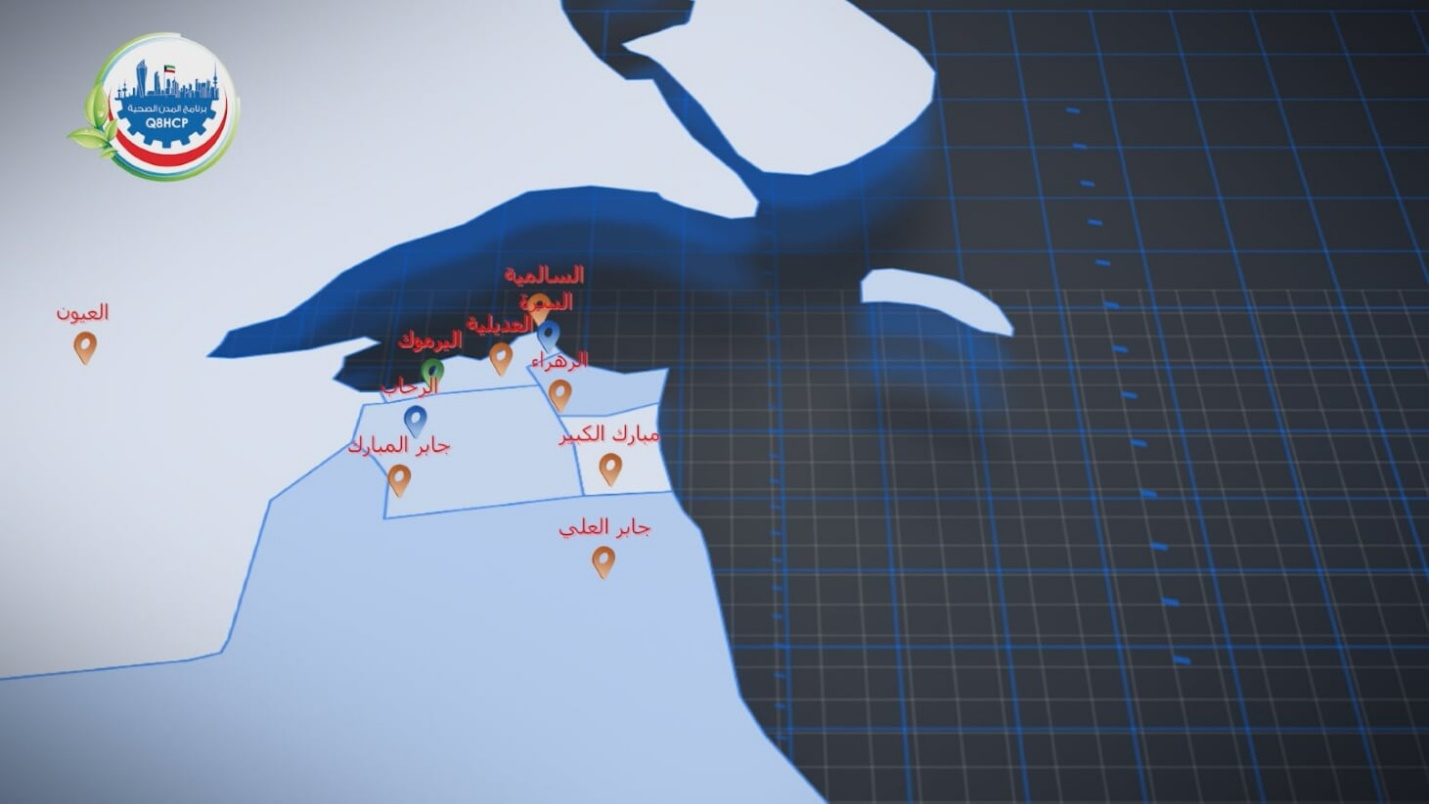 برنامج المدن الصحية
Q8HCP
السالمية
العديلية
اليرموك
العيون
الزهراء
الرحاب
مبارك الكبير
جابر المبارك
جابر العلي